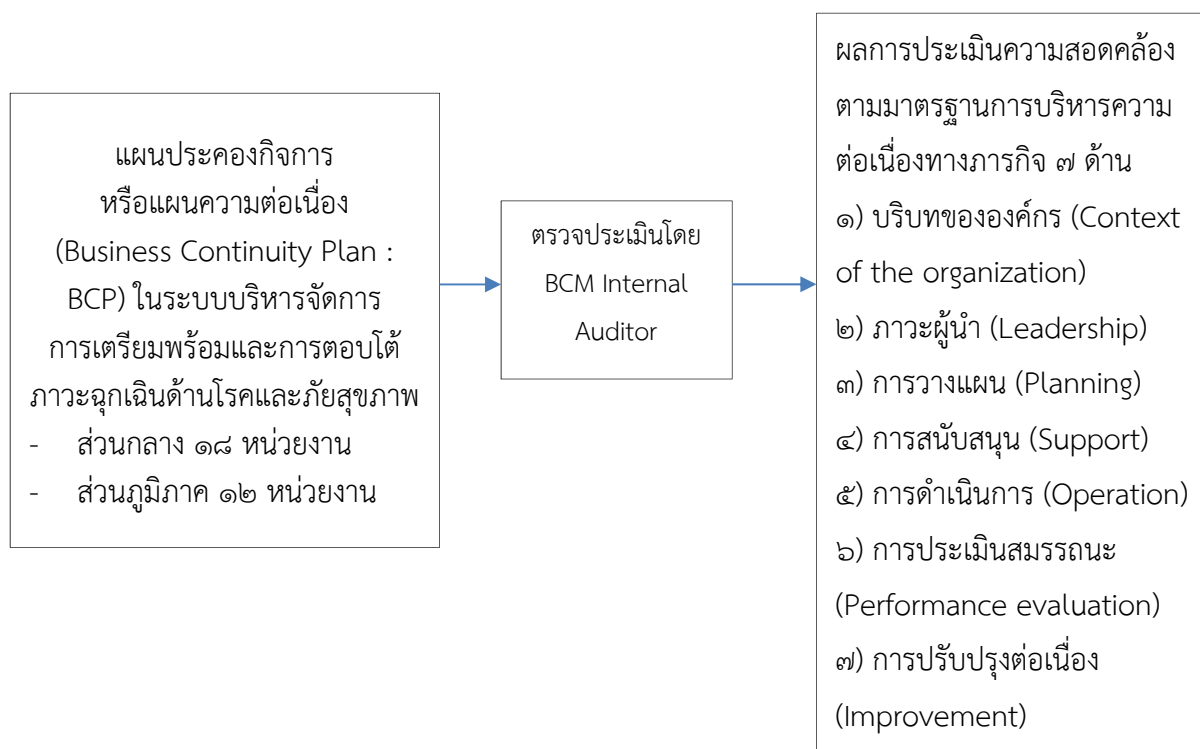 แผนประคองกิจการ
หรือแผนความต่อเนื่อง
(Business Continuity Plan :
BCP) ในระบบบริหารจัดการ
การเตรียมพร้อมและการตอบโต้
ภาวะฉุกเฉินด้านโรคและภัยสุขภาพ
- ส่วนกลาง ๑๘ หน่วยงาน
- ส่วนภูมิภาค ๑๒ หน่วยงาน
ตรวจประเมินโดย
BCM Internal
Auditor
ผลการประเมินความสอดคล้อง
ตามมาตรฐานการบริหารความ
ต่อเนื่องทางภารกิจ ๗ ด้าน
๑) บริบทขององค์กร (Context
of the organization)
๒) ภาวะผู้นำ (Leadership)
๓) การวางแผน (Planning)
๔) การสนับสนุน (Support)
๕) การดำเนินการ (Operation)
๖) การประเมินสมรรถนะ
(Performance evaluation)
๗) การปรับปรุงต่อเนื่อง
(Improvement)